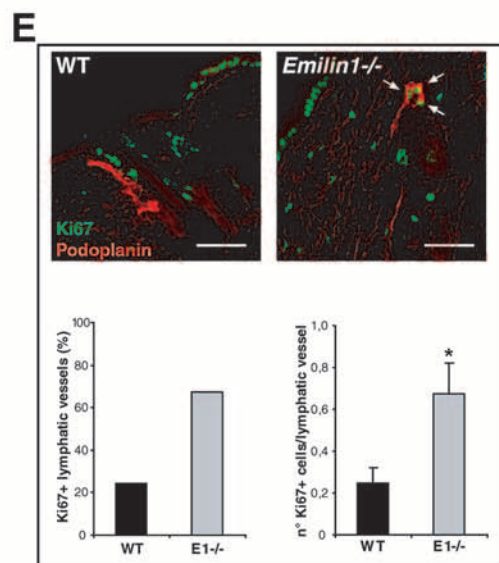 E
WT
Emilin1-/-
Ki67
Podoplanin
Ki67+ lymphatic vessels (%)
100
80
60
40
20
0
WT
E1-/-
n° Ki67+ cells/lymphatic vessel
1,0
0,8
0,6
0,4
0,2
0
*
WT
E1-/-